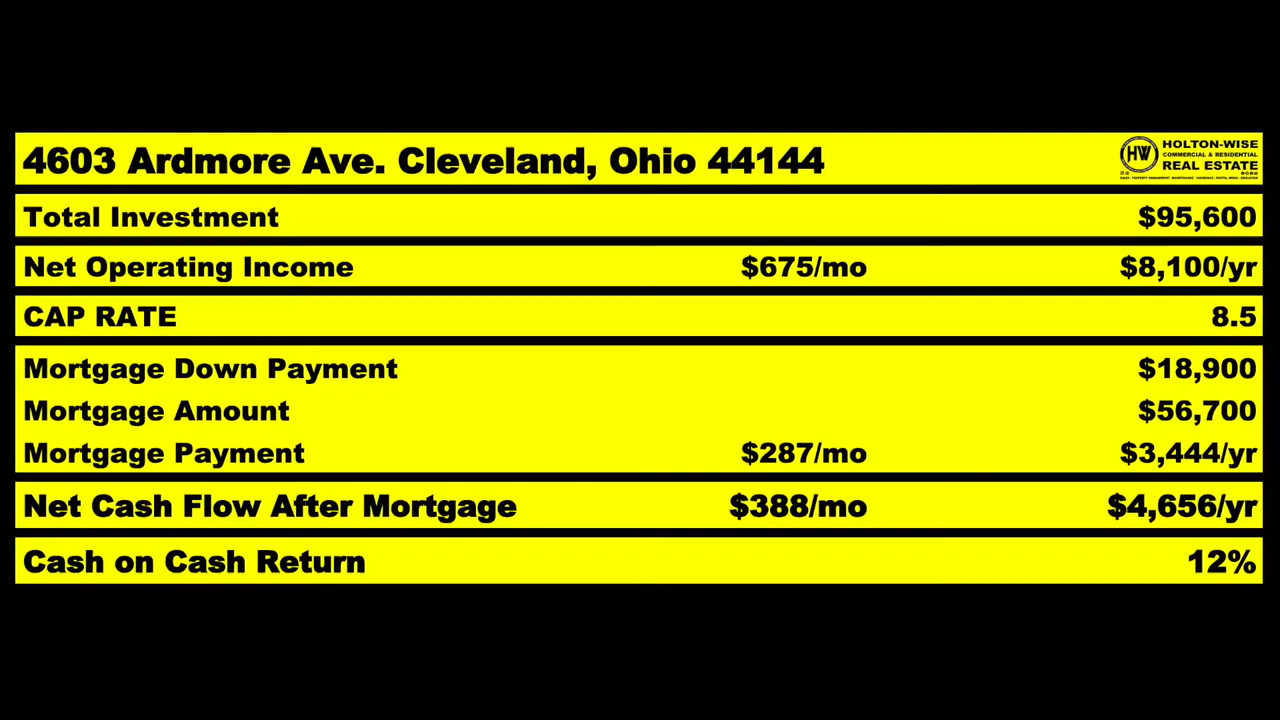 4603 Ardmore Ave. Cleveland, Ohio 44144
HW
HOLTON-WISE
COMMERCIAL & RESIDENTIAL
REAL ESTATE
Total Investment $95,600
Net Operating Income $675/mo $8,100/yr
CAP RATE 8.5
Mortgage Down Payment $18,900
Mortgage Amount $56,700
Mortgage Payment $287/mo $3,444/yr
Net Cash Flow After Mortgage $388/mo $4,656/yr
Cash on Cash Return 12%